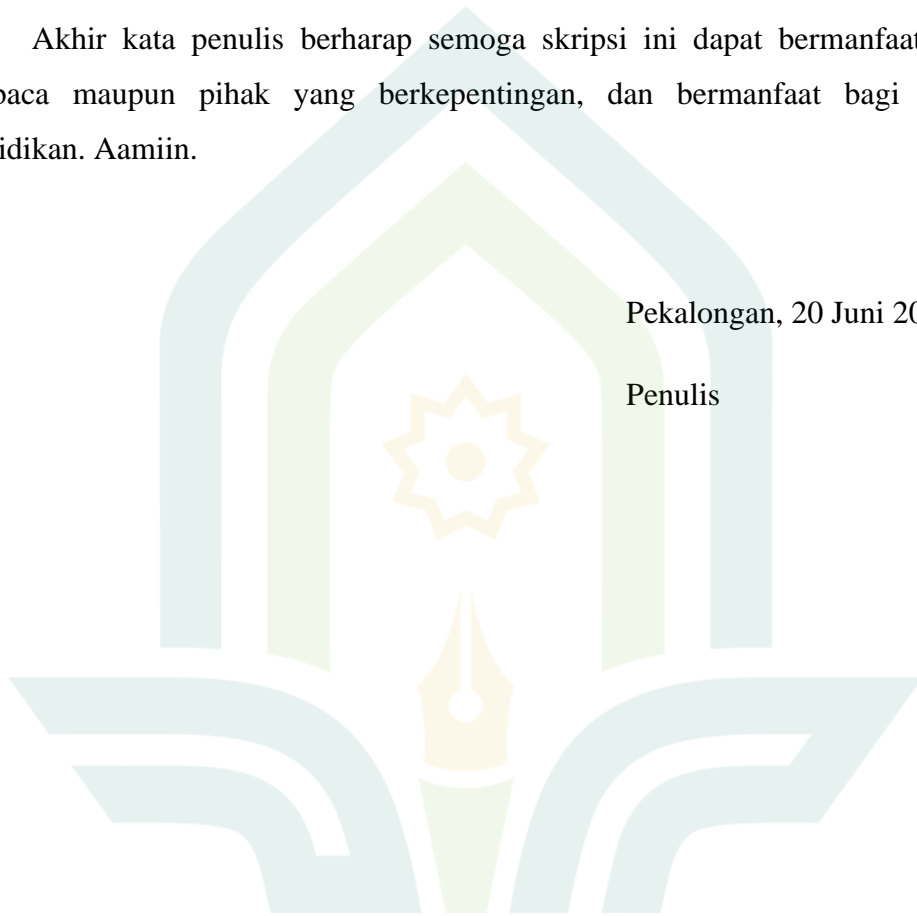 Akhir kata penulis berharap semoga skripsi ini dapat bermanfaat
baca maupun pihak yang berkepentingan, dan bermanfaat bagi
idikan. Aamiin.
Pekalongan, 20 Juni 20
Penulis